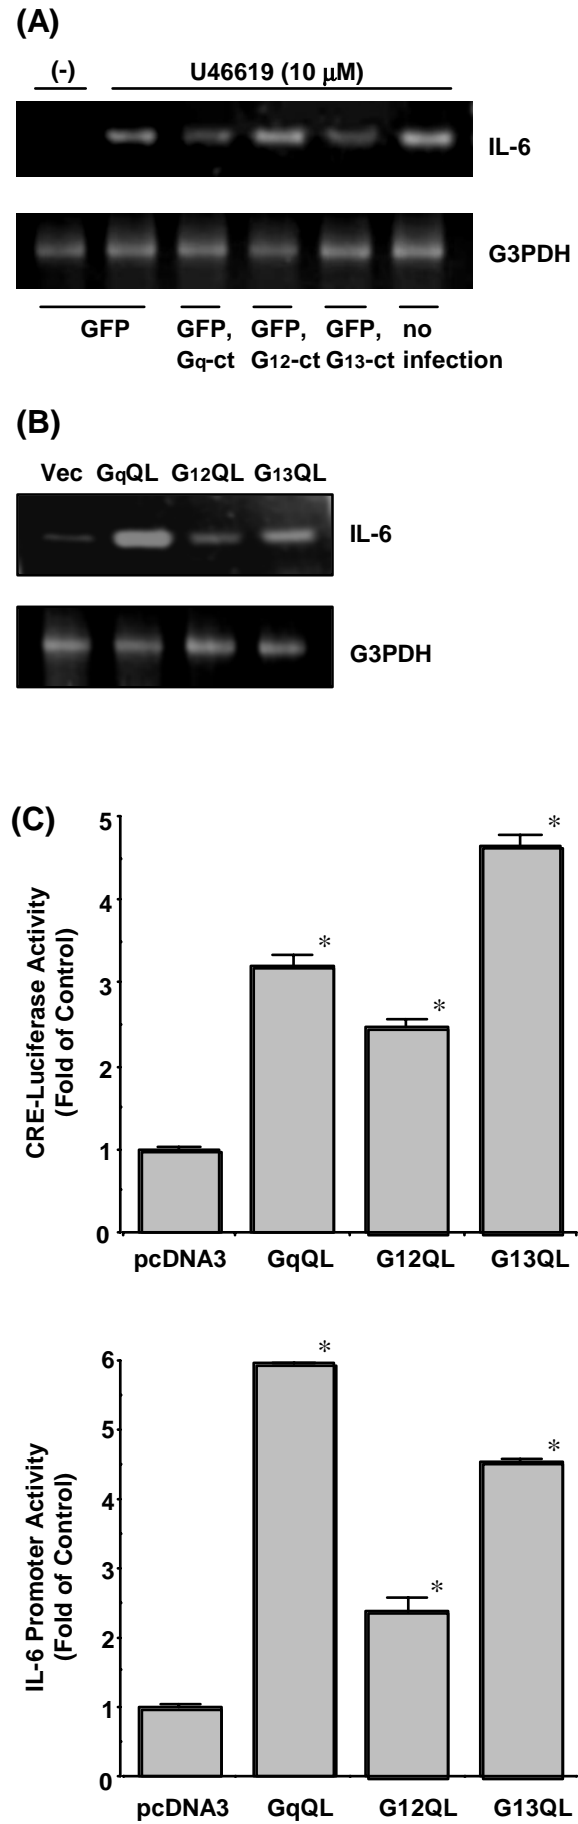 (A)
(-) U46619 (10 μM)
IL-6
G3PDH
GFP GFP, GFP, GFP, no
Gq-ct G12-ct G13-ct infection
(B)
Vec GqQL G12QL G13QL
IL-6
G3PDH
(C)
CRE-Luciferase Activity
(Fold of Control)
5
4
3
2
1
0
*
*
*
pcDNA3 GqQL G12QL G13QL
IL-6 Promoter Activity
(Fold of Control)
6
5
4
3
2
1
0
*
*
*
pcDNA3 GqQL G12QL G13QL